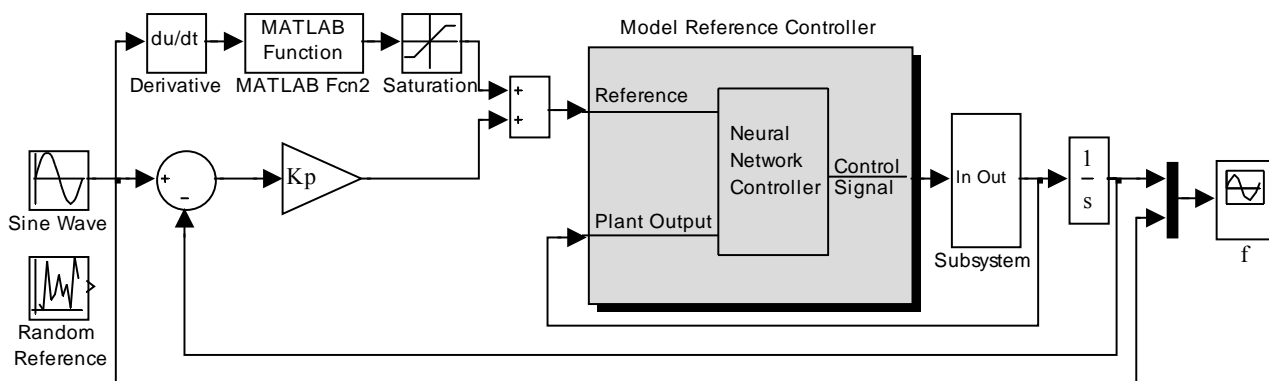 Model Reference Controller
du/dt
Derivative
MATLAB
Function
MATLAB Fcn2
Saturation
+
+
Reference
Neural
Network
Controller
Control
Signal
Plant Output
In Out
Subsystem
1
s
f
Sine Wave
+
−
Kp
Random
Reference